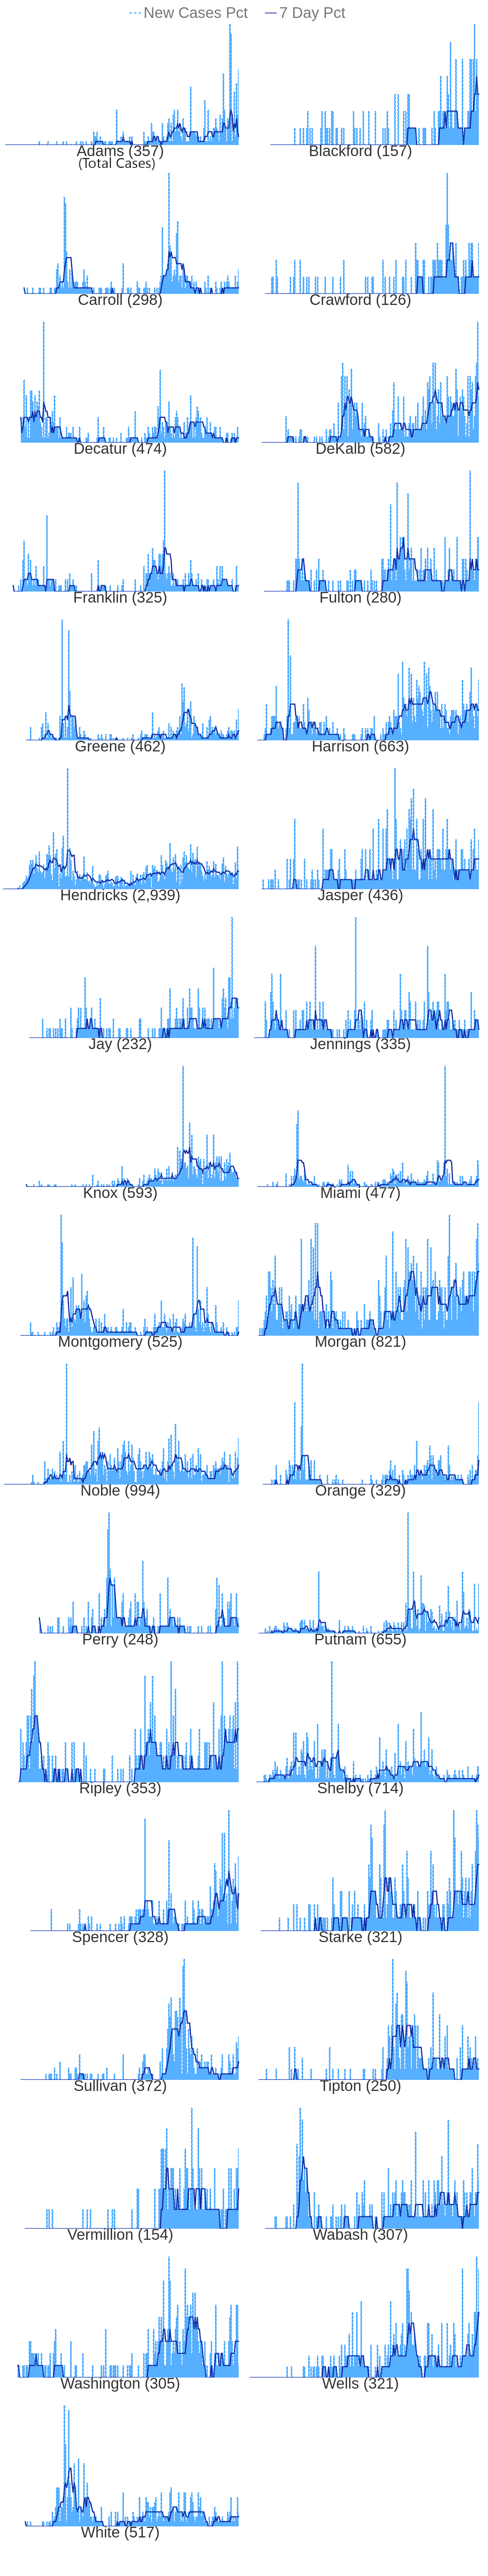 New Cases Pct 7 Day Pct
Adams (357) Blackford (157)
(Total Cases)
Carroll (298) Crawford (126)
Decatur (474) DeKalb (582)
Franklin (325) Fulton (280)
Greene (462) Harrison (663)
Hendricks (2,939) Jasper (436)
Jay (232) Jennings (335)
Knox (593) Miami (477)
Montgomery (525) Morgan (821)
Noble (994) Orange (329)
Perry (248) Putnam (655)
Ripley (353) Shelby (714)
Spencer (328) Starke (321)
Sullivan (372) Tipton (250)
Vermillion (154) Wabash (307)
Washington (305) Wells (321)
White (517)